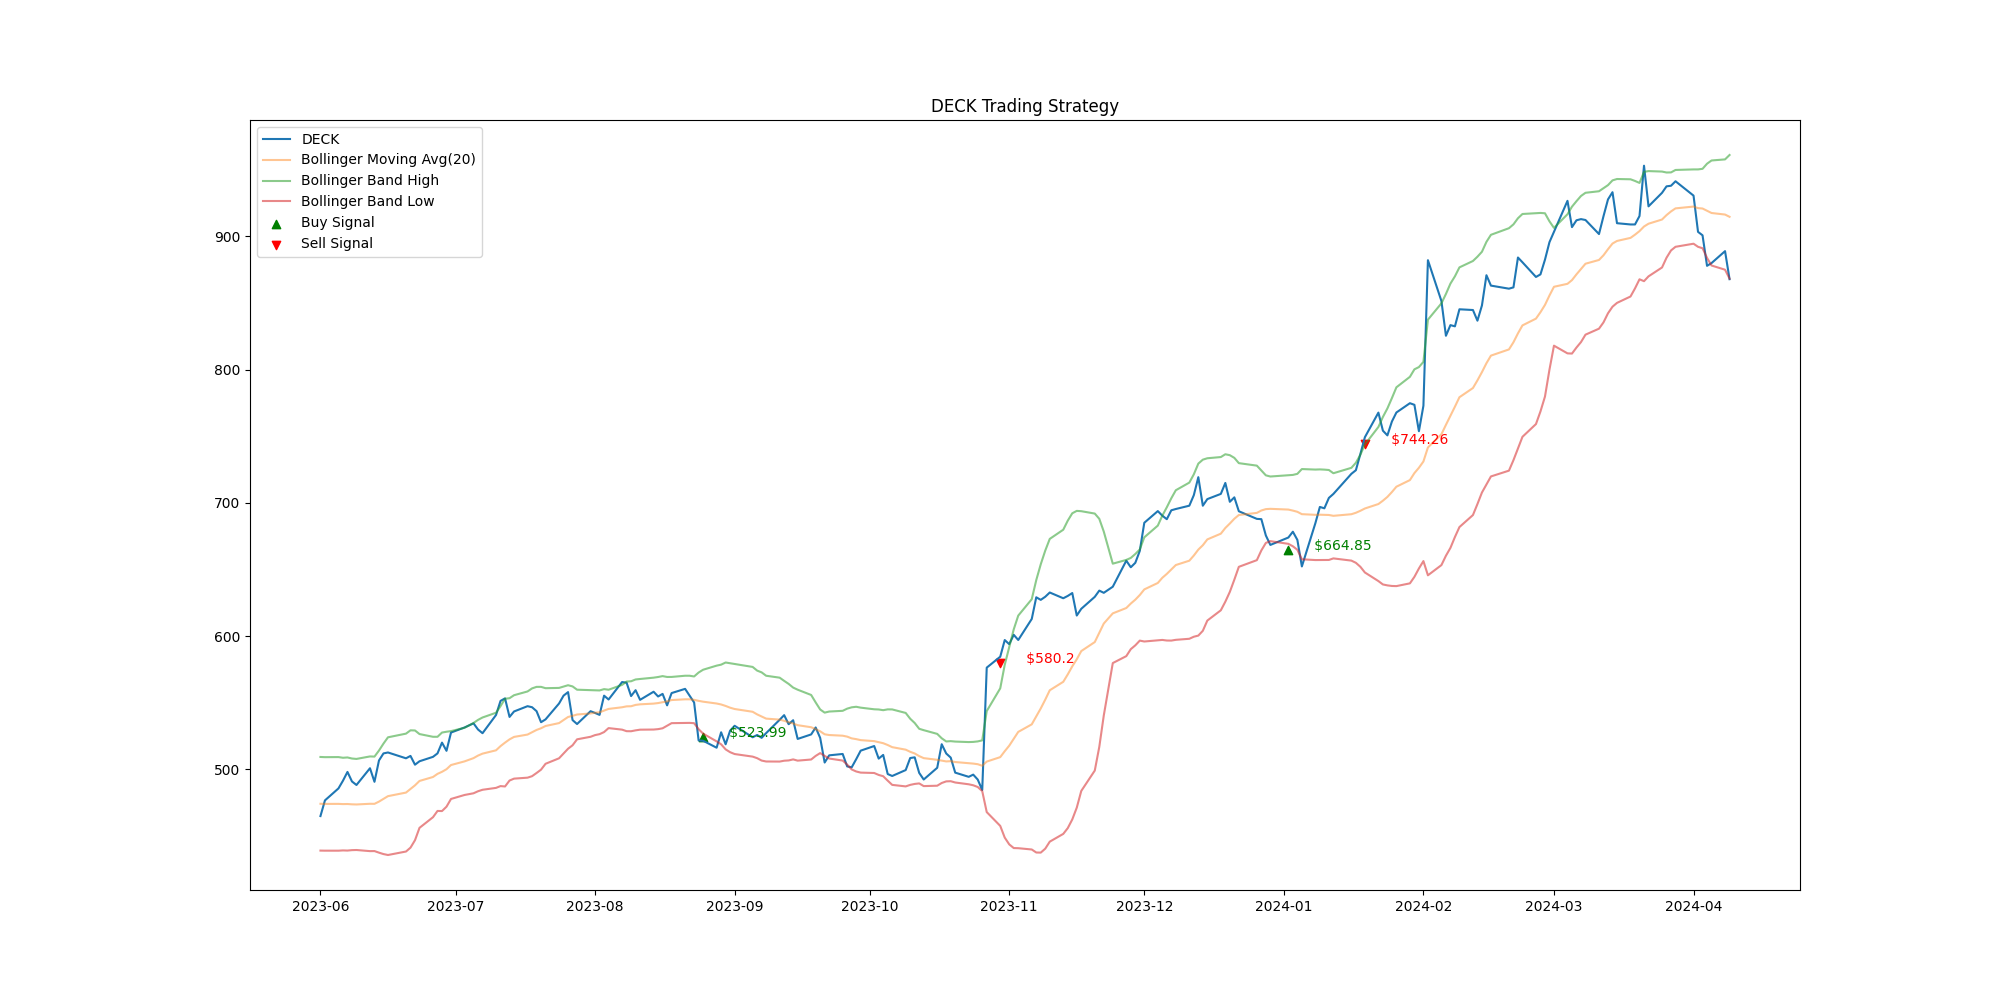 DECK Trading Strategy
DECK
Bollinger Moving Avg(20)
Bollinger Band High
Bollinger Band Low
Buy Signal
Sell Signal
900
800
700
600
500
$744.26
$664.85
$580.2
$523.99
2023-06 2023-07 2023-08 2023-09 2023-10 2023-11 2023-12 2024-01 2024-02 2024-03 2024-04